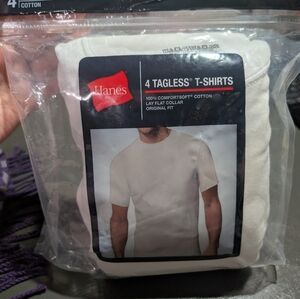 4
COTTON
Hanes
4 TAGLESS® T-SHIRTS
100% COMFORTSOFT® COTTON
LAY FLAT COLLAR
ORIGINAL FIT